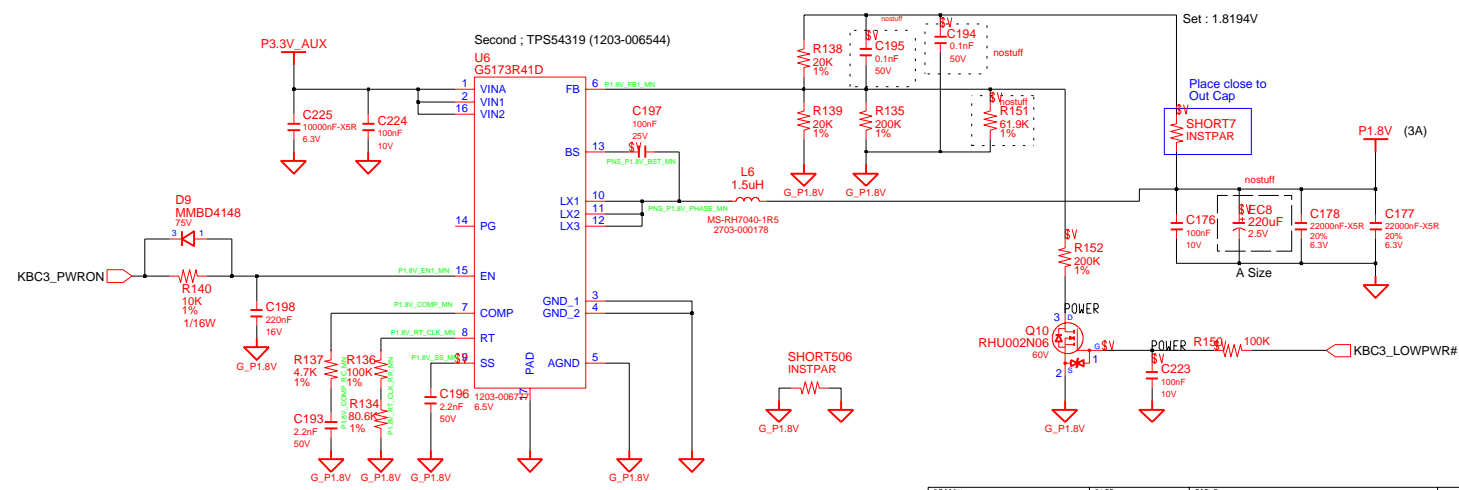 Set : 1.8194V
Second ; TPS54319 (1203-006544)
P3.3V_AUX
U6
G5173R41D
1
VINA
2
VIN1
16
VIN2
FB
6
P1.8V_FB1_MN
BS
13
PNS_P1.8V_BST_MN
LX1
10
LX2
11
LX3
12
PNS_P1.8V_PHASE_MN
14
PG
15
EN
P1.8V_EN1_MN
7
COMP
P1.8V_COMP_MN
8
RT
P1.8V_RT_CLK_MN
SS
P1.8V_SS_MN
GND_1
3
GND_2
4
AGND
5
PAD
17
6.5V
C225
10000nF-X5R
6.3V
C224
100nF
10V
D9
MMBD4148
75V
3
1
KBC3_PWRON
R140
10K
1%
1/16W
C198
220nF
16V
G_P1.8V
R137
4.7K
1%
P1.8V_COMP_RC_MN
C193
2.2nF
50V
G_P1.8V
R136
100K
1%
R134
80.6K
1%
P1.8V_RT_CLK_RR_MN
G_P1.8V
$V
C196
2.2nF
50V
G_P1.8V
G_P1.8V
C197
100nF
25V
$V
L6
1.5uH
MS-RH7040-1R5
2703-000178
R138
20K
1%
R139
20K
1%
G_P1.8V
nostuff
$V
C195
0.1nF
50V
$V
C194
0.1nF
50V
nostuff
R135
200K
1%
G_P1.8V
$V
nostuff
R151
61.9K
1%
Place close to
Out Cap
$V
SHORT7
INSTPAR
P1.8V
(3A)
C176
100nF
10V
nostuff
$V
EC8
220uF
2.5V
A Size
C178
22000nF-X5R
20%
6.3V
C177
22000nF-X5R
20%
6.3V
$V
R152
200K
1%
POWER
3
D
Q10
RHU002N06
60V
G
1
$V
2
S
G_P1.8V
POWER
C223
100nF
10V
$V
R150
100K
KBC3_LOWPWR#
SHORT506
INSTPAR
G_P1.8V